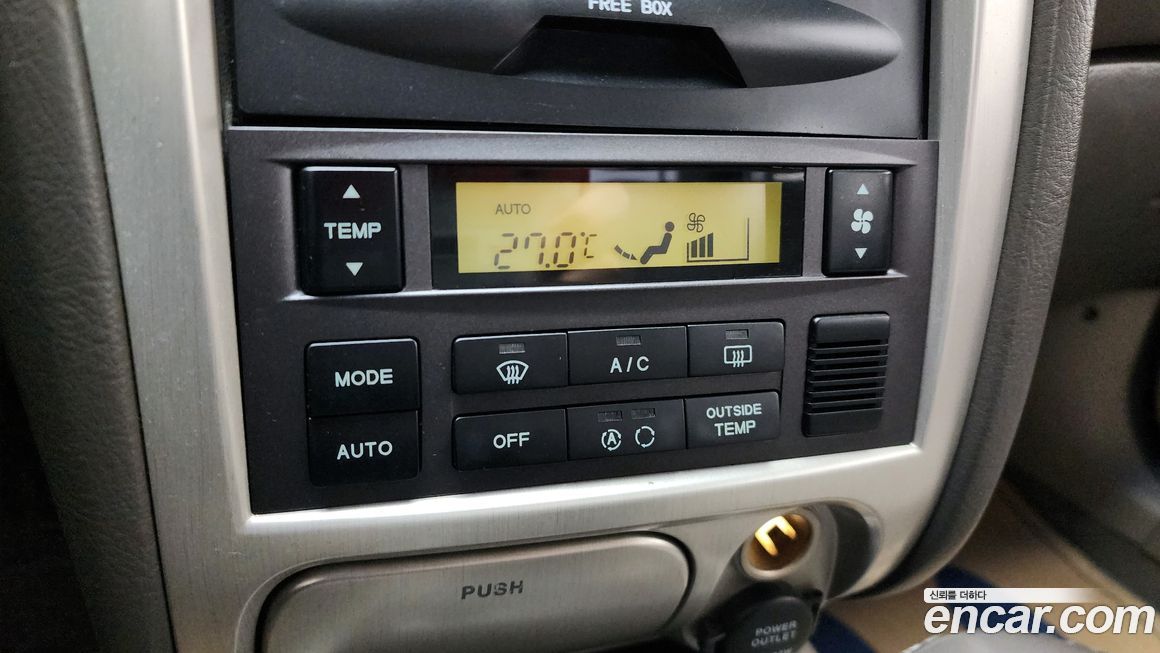 FREE BOX
TEMP
AUTO
27.0℃
MODE
A/C
AUTO
OFF
A
OUTSIDE
TEMP
PUSH
POWER
OUTLET
신뢰를 더하다
encar.com